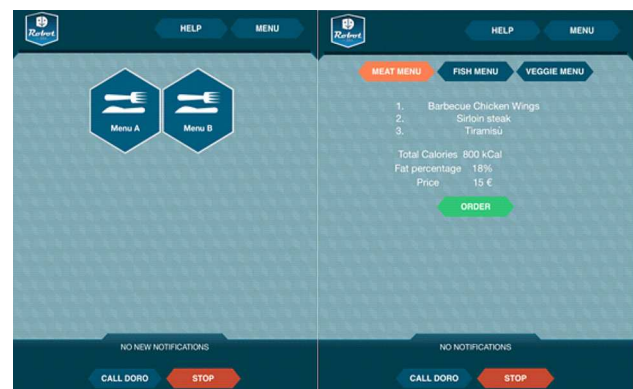 Robot
HELP
MENU
Menu A
Menu B
NO NEW NOTIFICATIONS
CALL DORO
STOP
Robot
HELP
MENU
MEAT MENU
FISH MENU
VEGGIE MENU
1. Barbecue Chicken Wings
2. Sirloin steak
3. Tiramisù
Total Calories 800 kCal
Fat percentage 18%
Price 15 €
ORDER
NO NOTIFICATIONS
CALL DORO
STOP